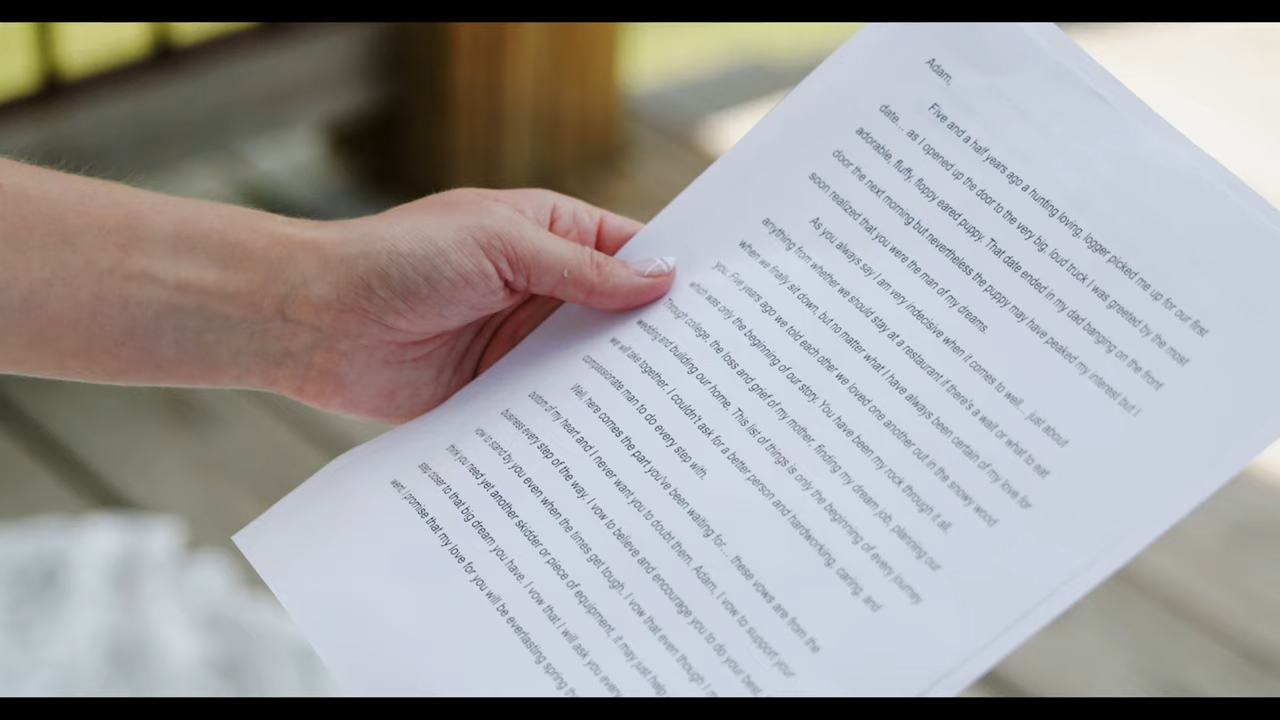 Adam,
Five and a half years ago a hunting loving, logger picked me up for our first
date... as I opened up the door to the very big, loud truck I was greeted by the most
adorable, fluffy, floppy eared puppy. That date ended in my dad banging on the front
door the next morning but nevertheless the puppy may have peaked my interest but I
soon realized that you were the man of my dreams.
As you always say I am very indecisive when it comes to well... just about
anything from whether we should stay at a restaurant if there's a wait or what to eat
when we finally sit down, but no matter what I have always been certain of my love for
you. Five years ago we told each other we loved one another out in the snowy wood
which was only the beginning of our story. You have been my rock through it all.
Trough college, the loss and grief of my mother, finding my dream job, planning our
wedding and building our home. This list of things is only the beginning of every journey
we will take together. I couldn't ask for a better person and hardworking, caring, and
compassionate man to do every step with.
Well, here comes the part you've been waiting for... these vows are from the
bottom of my heart and I never want you to doubt them. Adam, I vow to support your
business every step of the way. I vow to believe and encourage you to do your best.
vow to stand by you even when the times get tough. I vow that even though I
think you need yet another skidder or piece of equipment, it may just help
step closer to that big dream you have. I vow that I will ask you every
went. I promise that my love for you will be everlasting spring